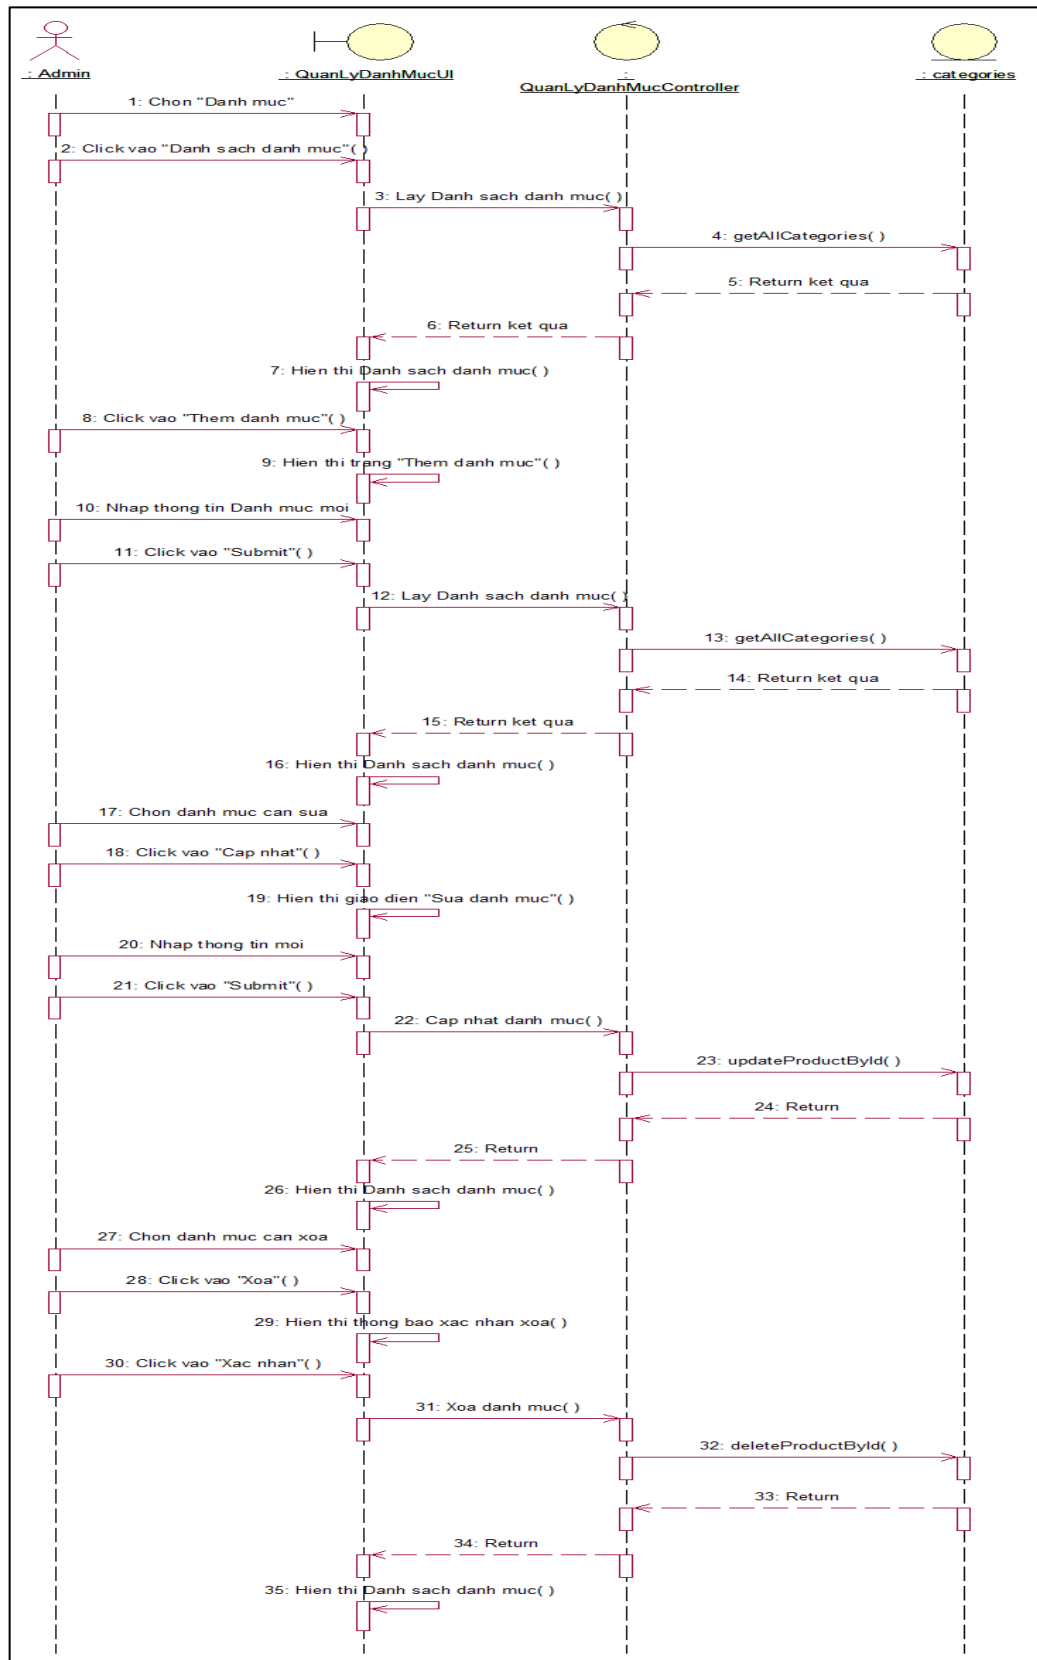 : Admin
: QuanLyDanhMucUI
:
QuanLyDanhMucController
: categories
1: Chon "Danh muc"
2: Click vao "Danh sach danh muc"( )
3: Lay Danh sach danh muc( )
4: getAllCategories( )
5: Return ket qua
6: Return ket qua
7: Hien thi Danh sach danh muc( )
8: Click vao "Them danh muc"( )
9: Hien thi trang "Them danh muc"( )
10: Nhap thong tin Danh muc moi
11: Click vao "Submit"( )
12: Lay Danh sach danh muc( )
13: getAllCategories( )
14: Return ket qua
15: Return ket qua
16: Hien thi Danh sach danh muc( )
17: Chon danh muc can sua
18: Click vao "Cap nhat"( )
19: Hien thi giao dien "Sua danh muc"( )
20: Nhap thong tin moi
21: Click vao "Submit"( )
22: Cap nhat danh muc( )
23: updateProductById( )
24: Return
25: Return
26: Hien thi Danh sach danh muc( )
27: Chon danh muc can xoa
28: Click vao "Xoa"( )
29: Hien thi thong bao xac nhan xoa( )
30: Click vao "Xac nhan"( )
31: Xoa danh muc( )
32: deleteProductById( )
33: Return
34: Return
35: Hien thi Danh sach danh muc( )